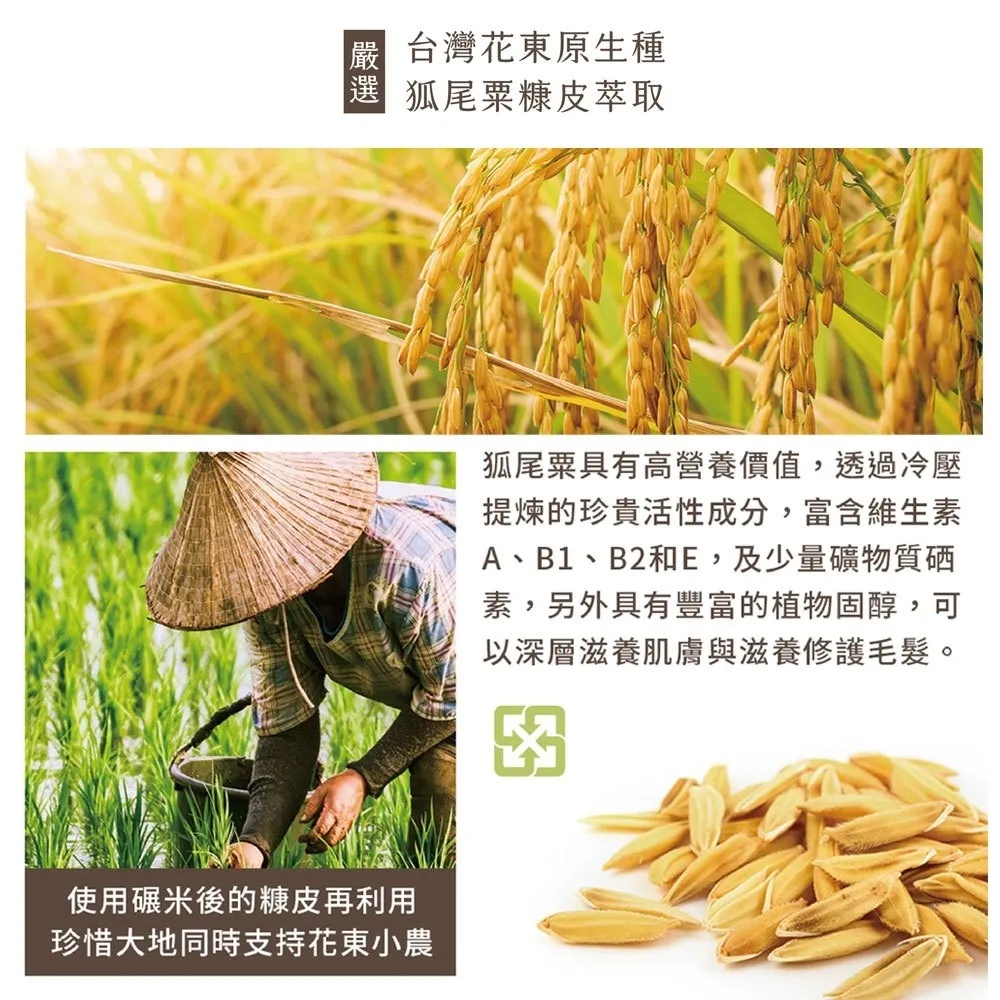 嚴選
台灣花東原生種
狐尾粟糠皮萃取
狐尾粟具有高營養價值，透過冷壓
提煉的珍貴活性成分，富含維生素
A、B1、B2和E，及少量礦物質硒
素，另外具有豐富的植物固醇，可
以深層滋養肌膚與滋養修護毛髮。
使用碾米後的糠皮再利用
珍惜大地同時支持花東小農